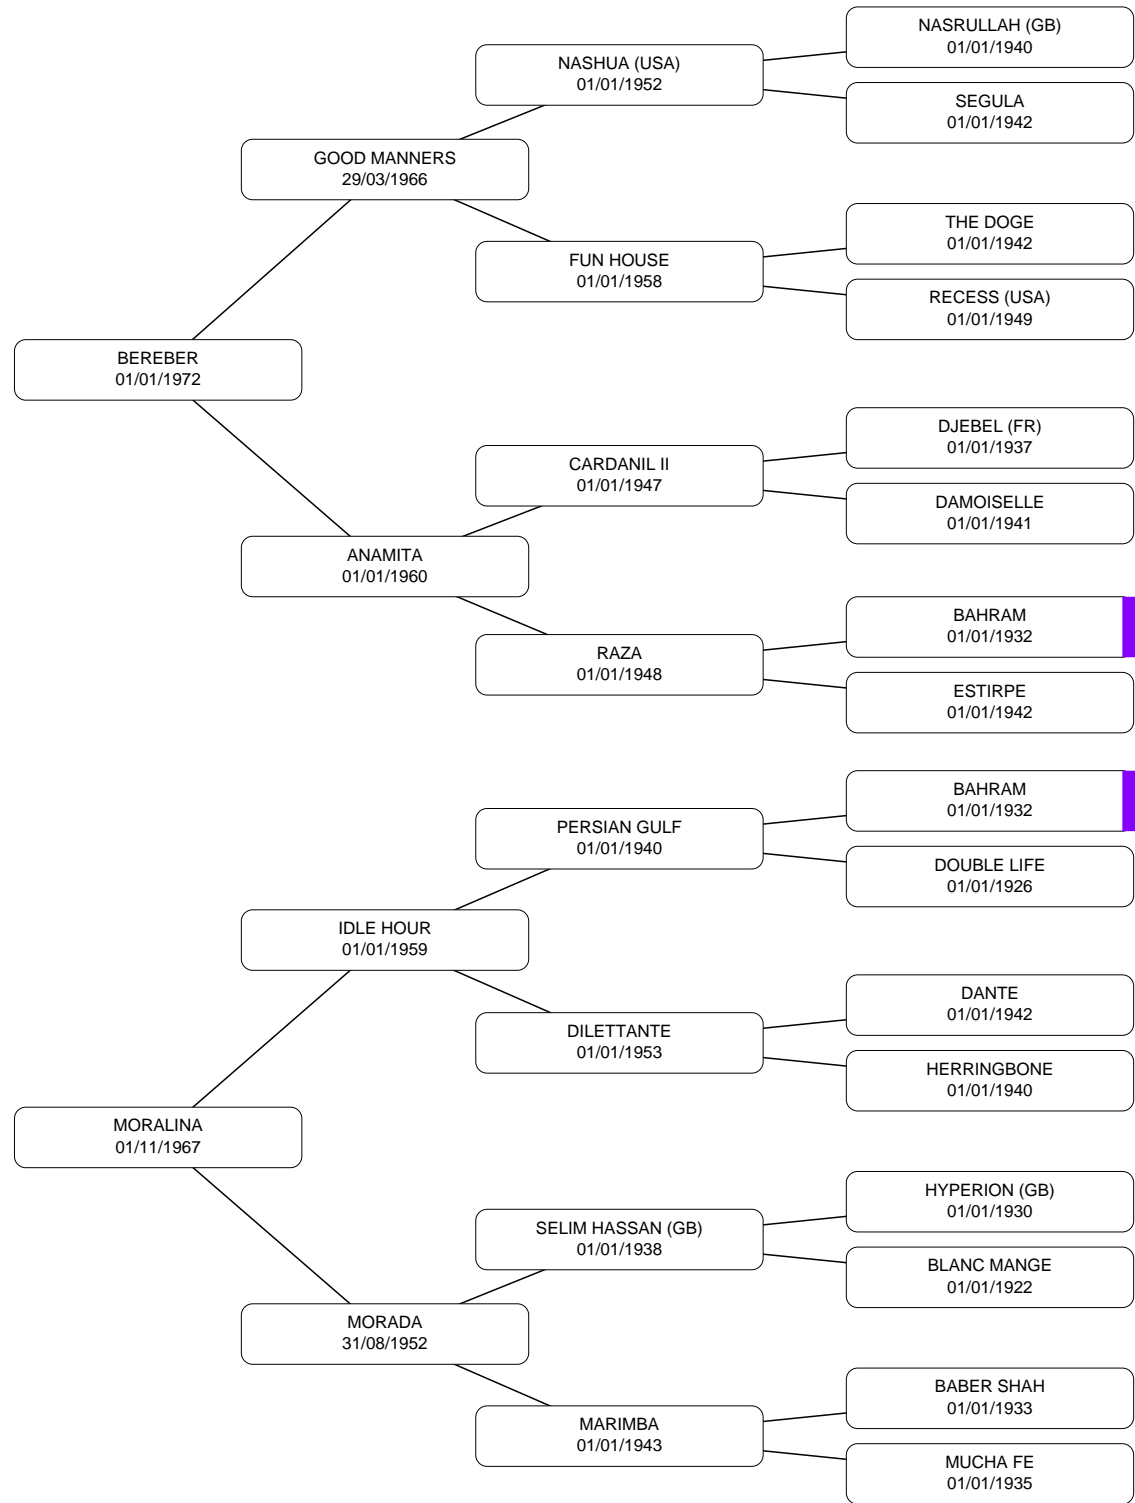 NASRULLAH (GB)
01/01/1940
NASHUA (USA)
01/01/1952
SEGULA
01/01/1942
GOOD MANNERS
29/03/1966
THE DOGE
01/01/1942
FUN HOUSE
01/01/1958
RECESS (USA)
01/01/1949
BEREBER
01/01/1972
DJEBEL (FR)
01/01/1937
CARDANIL II
01/01/1947
DAMOISELLE
01/01/1941
ANAMITA
01/01/1960
BAHRAM
01/01/1932
RAZA
01/01/1948
ESTIRPE
01/01/1942
BAHRAM
01/01/1932
PERSIAN GULF
01/01/1940
DOUBLE LIFE
01/01/1926
IDLE HOUR
01/01/1959
DANTE
01/01/1942
DILETTANTE
01/01/1953
HERRINGBONE
01/01/1940
MORALINA
01/11/1967
HYPERION (GB)
01/01/1930
SELIM HASSAN (GB)
01/01/1938
BLANC MANGE
01/01/1922
MORADA
31/08/1952
BABER SHAH
01/01/1933
MARIMBA
01/01/1943
MUCHA FE
01/01/1935